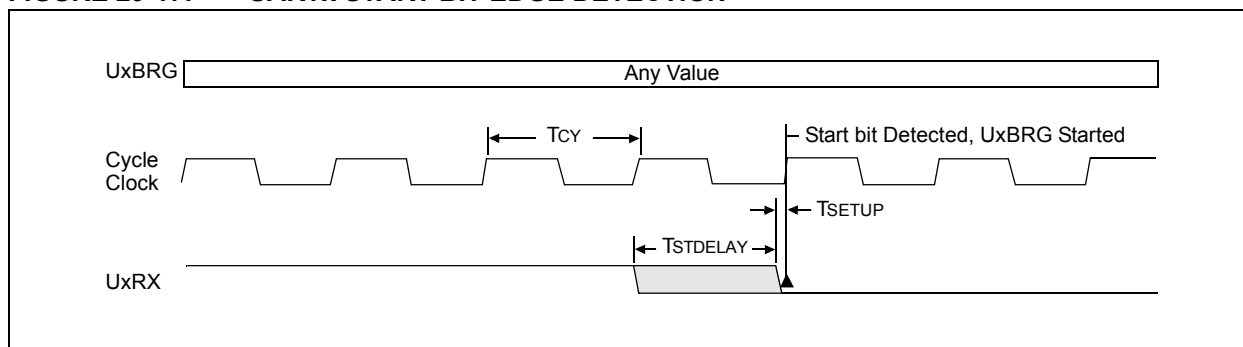 UxBRG
Any Value
TCY
Start bit Detected, UxBRG Started
Cycle
Clock
TSETUP
TSTDELAY
UxRX